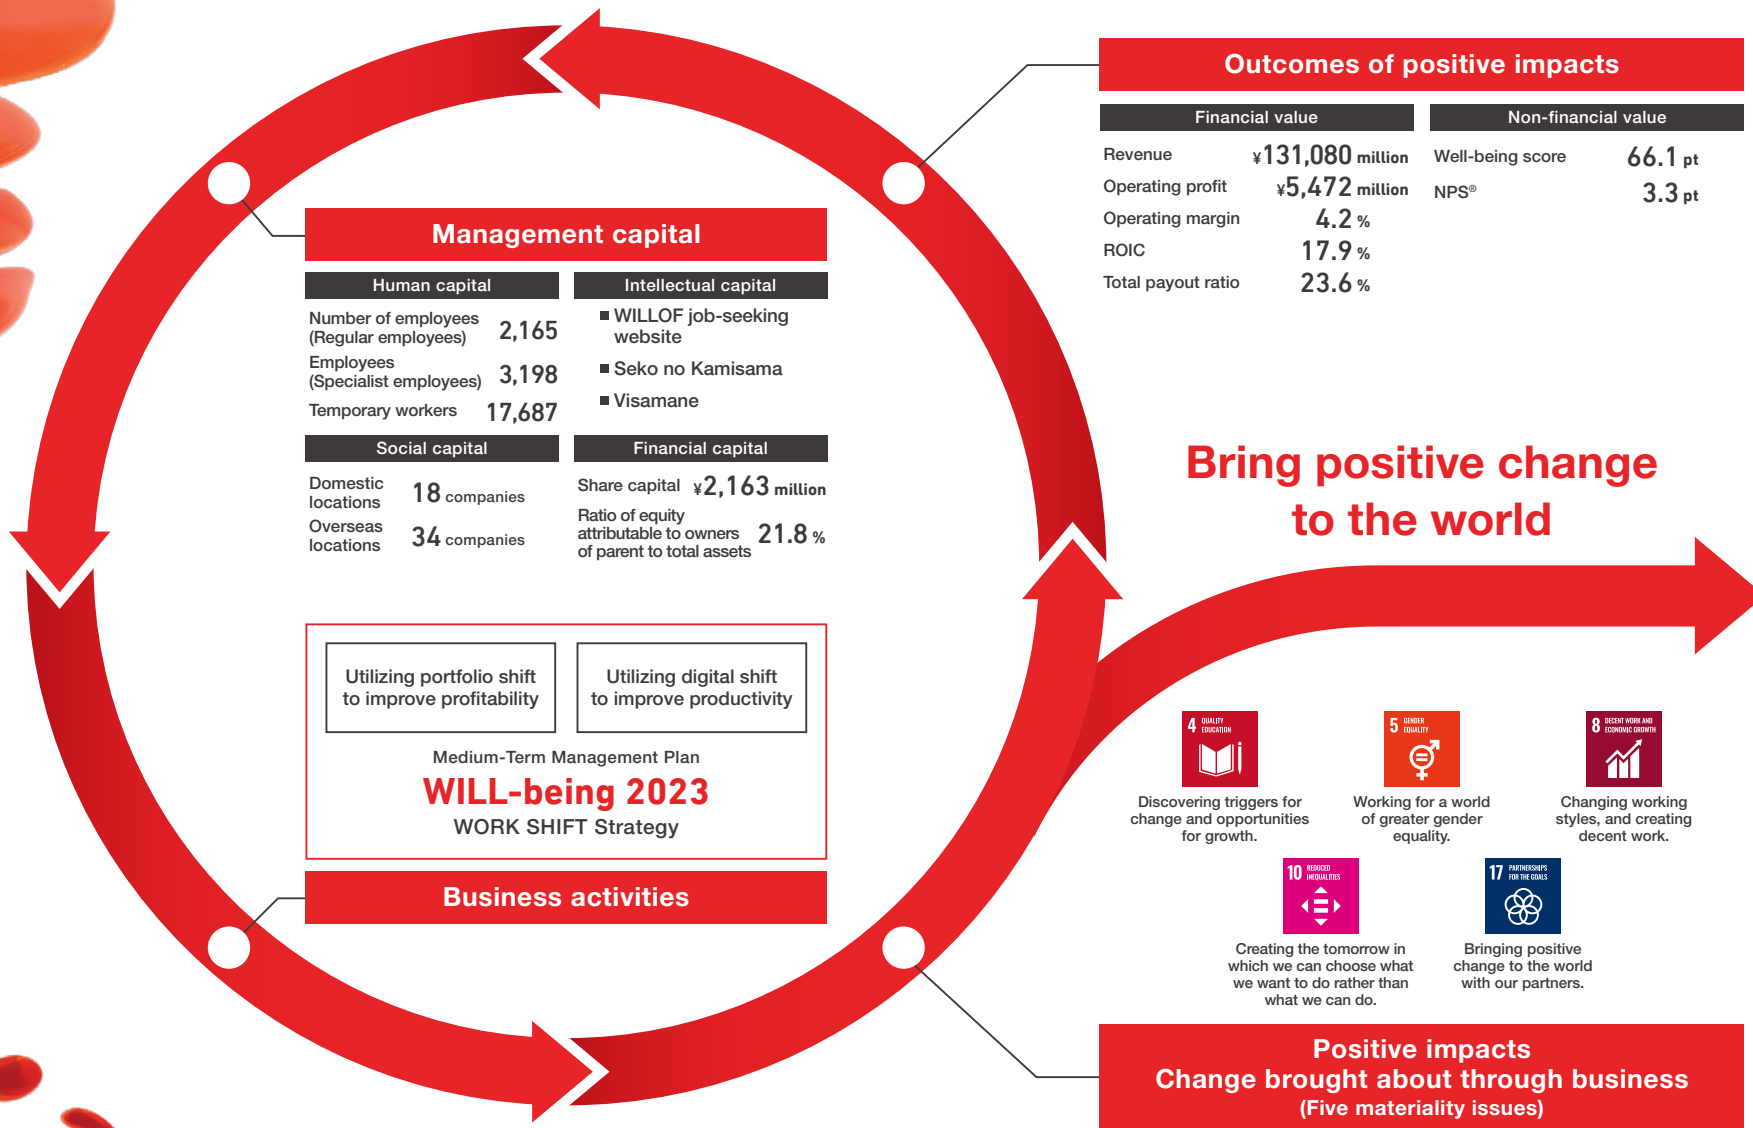 Outcomes of positive impacts
Financial value
Revenue ¥131,080 million
Operating profit ¥5,472 million
Operating margin 4.2 %
ROIC 17.9 %
Total payout ratio 23.6 %
Non-financial value
Well-being score 66.1 pt
NPS® 3.3 pt
Management capital
Human capital
Number of employees
(Regular employees) 2,165
Employees
(Specialist employees) 3,198
Temporary workers 17,687
Intellectual capital
■ WILLOF job-seeking
website
■ Seko no Kamisama
■ Visamane
Social capital
Domestic
locations 18 companies
Overseas
locations 34 companies
Financial capital
Share capital ¥2,163 million
Ratio of equity
attributable to owners
of parent to total assets 21.8 %
Bring positive change
to the world
Utilizing portfolio shift
to improve profitability
Utilizing digital shift
to improve productivity
Medium-Term Management Plan
WILL-being 2023
WORK SHIFT Strategy
Business activities
4 QUALITY
EDUCATION
Discovering triggers for
change and opportunities
for growth.
5 GENDER
EQUALITY
Working for a world
of greater gender
equality.
8 DECENT WORK AND
ECONOMIC GROWTH
Changing working
styles, and creating
decent work.
10 REDUCED
INEQUALITIES
Creating the tomorrow in
which we can choose what
we want to do rather than
what we can do.
17 PARTNERSHIPS
FOR THE GOALS
Bringing positive
change to the world
with our partners.
Positive impacts
Change brought about through business
(Five materiality issues)